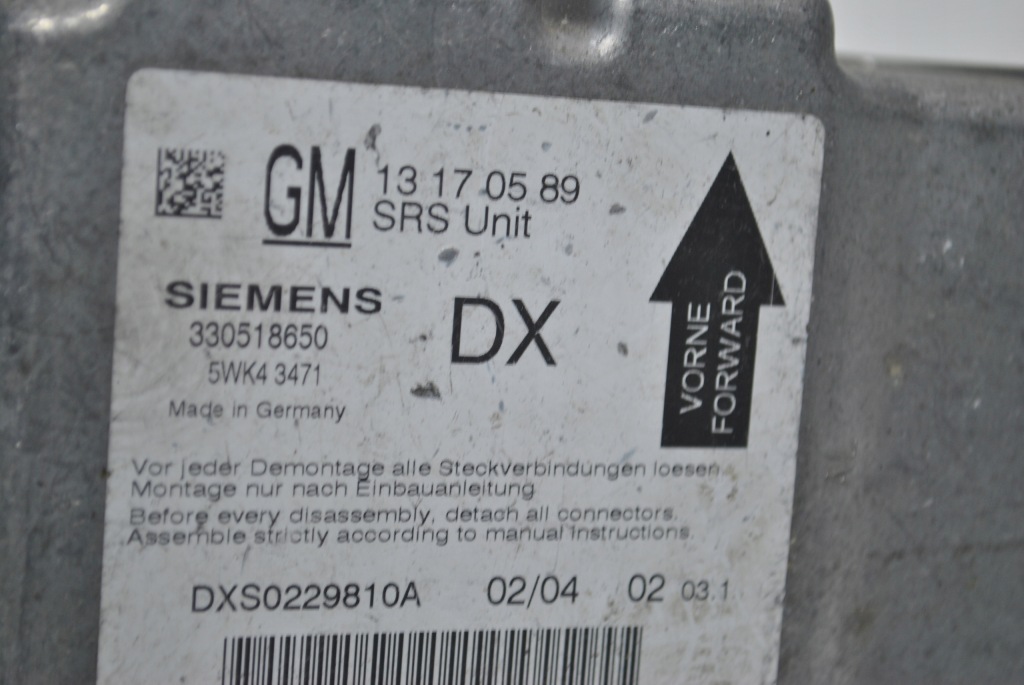 GM 13 17 05 89
SRS Unit
SIEMENS
330518650
DX
5WK4 3471
Made in Germany
VORNE
FORWARD
Vor jeder Demontage alle Steckverbindungen loesen.
Montage nur nach Einbauanleitung
Before every disassembly, detach all connectors.
Assemble strictly according to manual instructions.
DXS0229810A 02/04 02 03.1